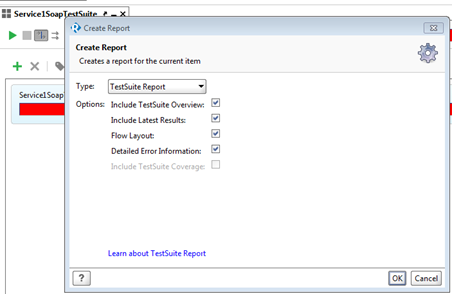 Service1SoapTestSuite
Create Report
Create Report
Creates a report for the current item
Type: TestSuite Report
Options: Include TestSuite Overview:
Include Latest Results:
Flow Layout:
Detailed Error Information:
Include TestSuite Coverage:
Service1Soap
Learn about TestSuite Report
? OK Cancel